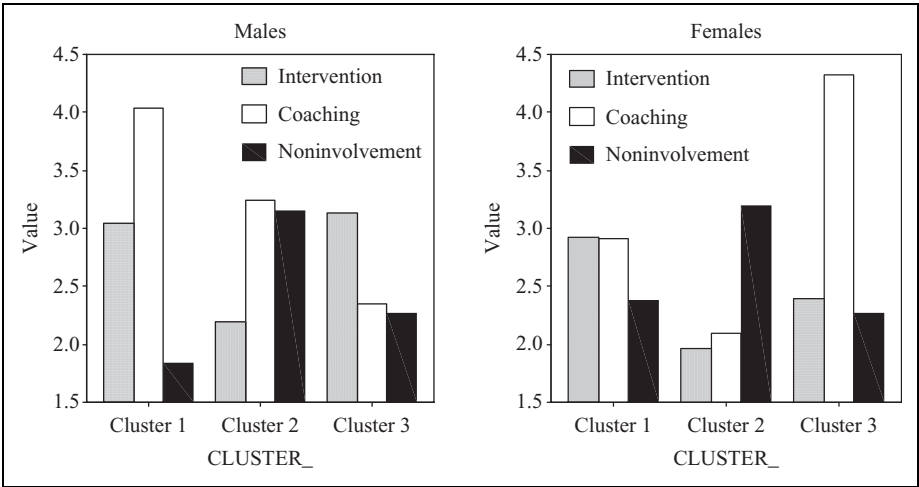 Males
4.5
4.0
3.5
3.0
2.5
2.0
1.5
Value
Intervention
Coaching
Noninvolvement
Cluster 1 Cluster 2 Cluster 3
CLUSTER_
Females
4.5
4.0
3.5
3.0
2.5
2.0
1.5
Value
Intervention
Coaching
Noninvolvement
Cluster 1 Cluster 2 Cluster 3
CLUSTER_